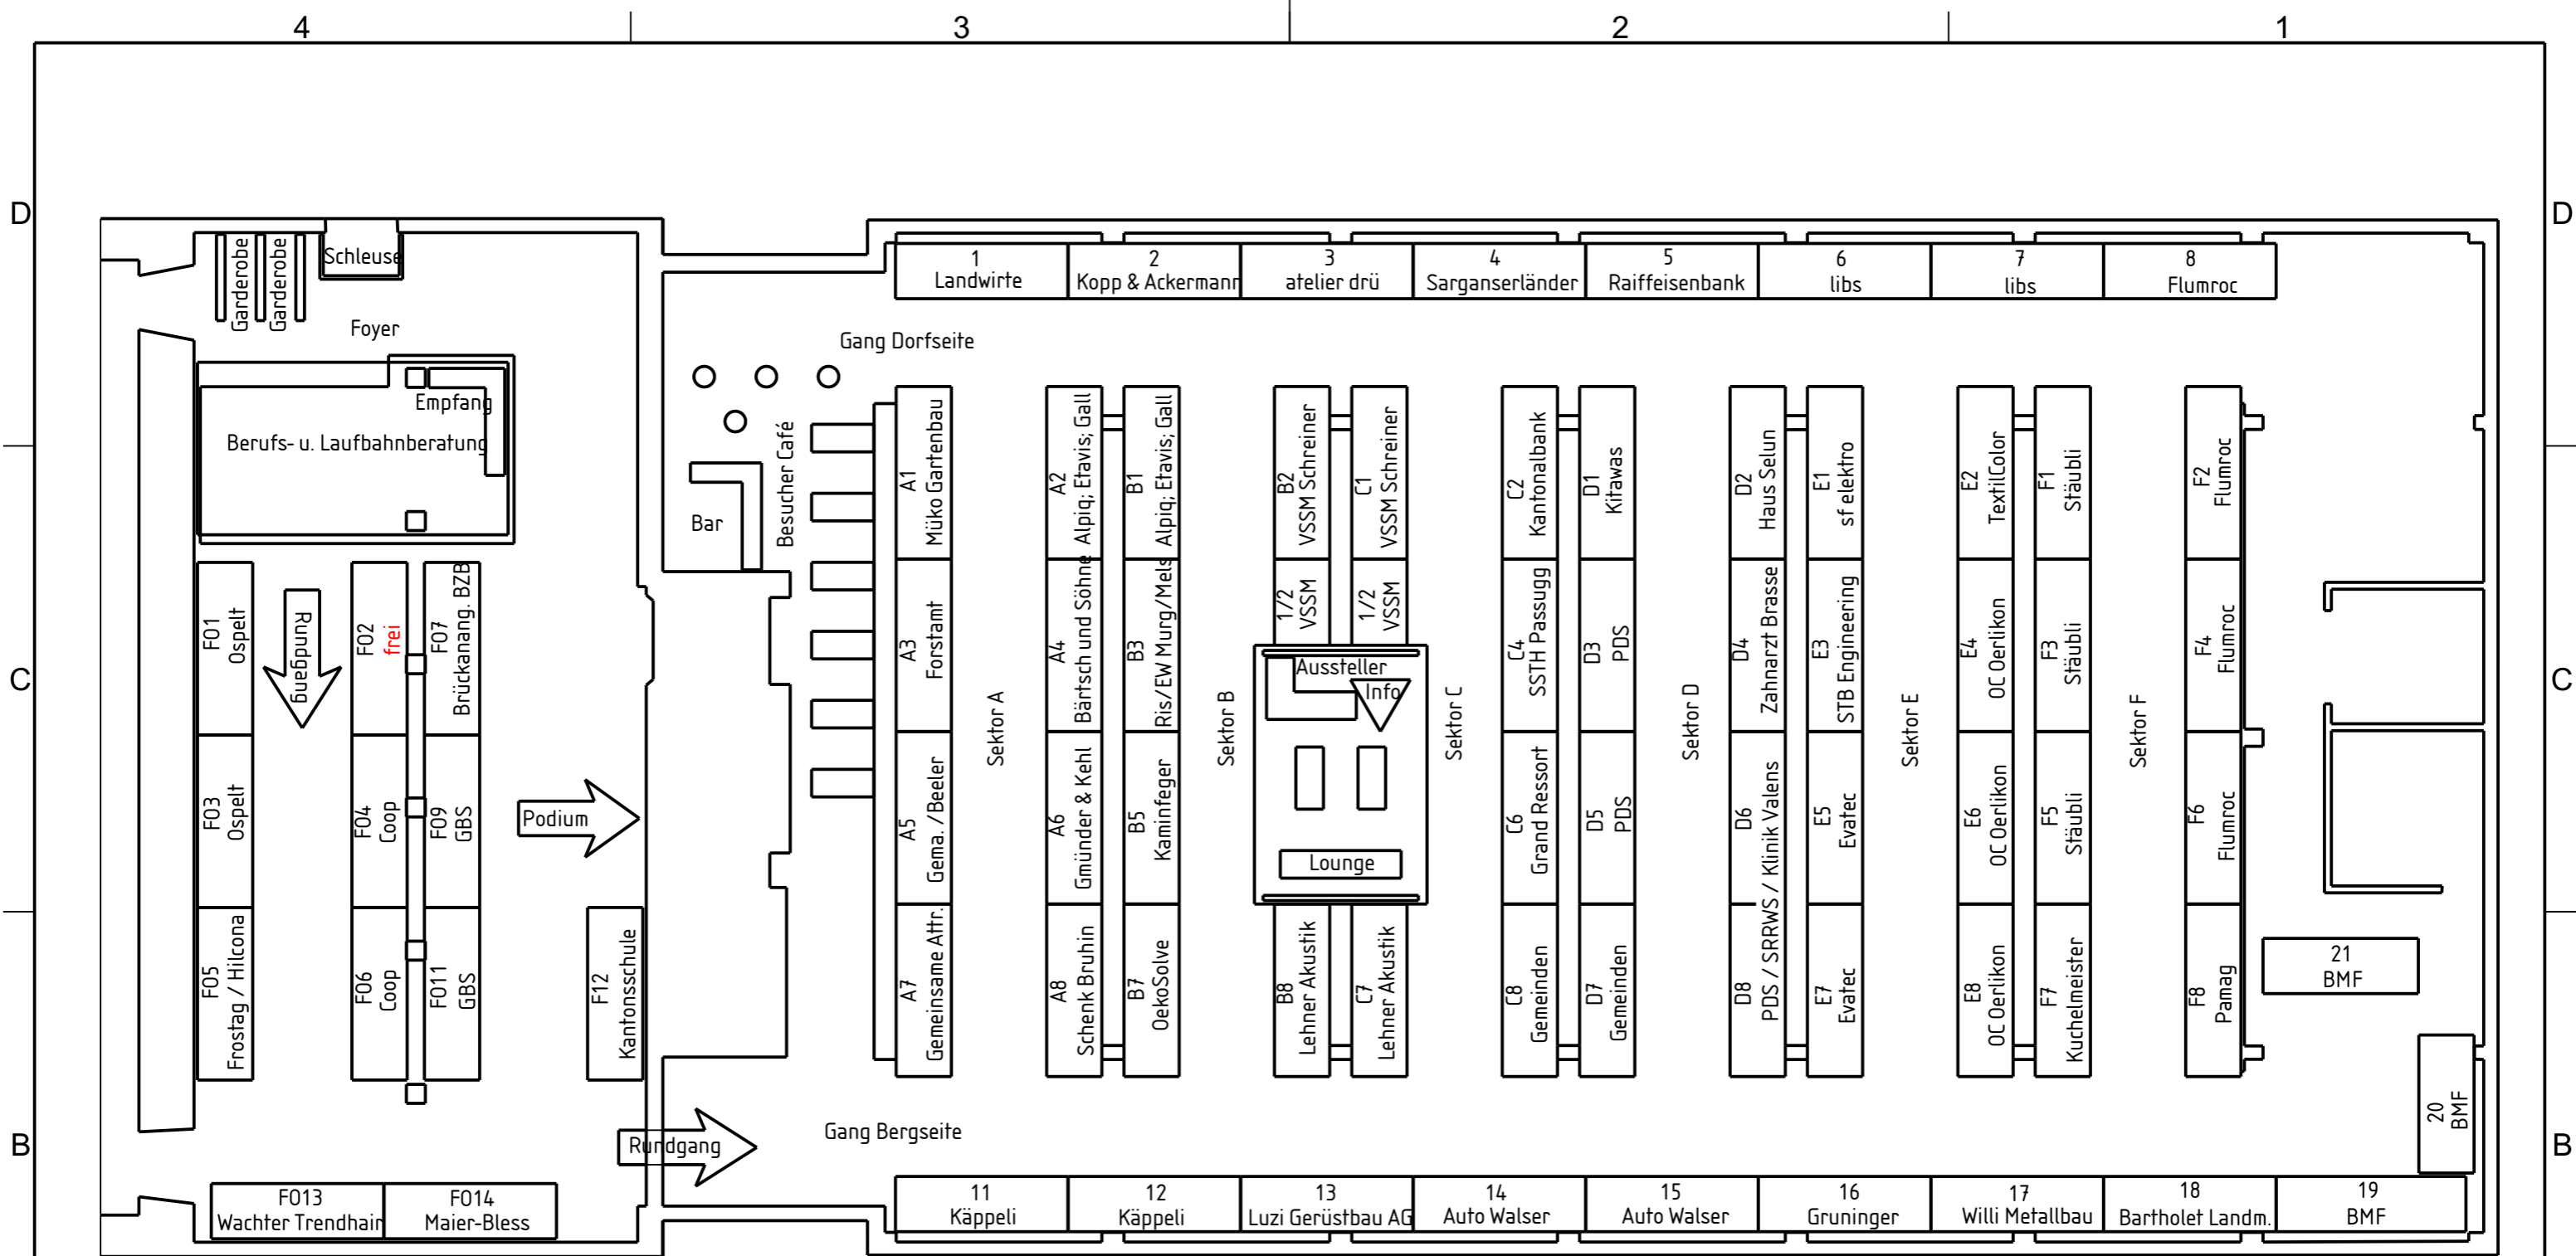 4
3
2
1
D
D
Garderobe
Garderobe
Schleuse
Foyer
1
Landwirte
2
Kopp & Ackermann
3
atelier drü
4
Sarganserländer
5
Raiffeisenbank
6
libs
7
libs
8
Flumroc
Gang Dorfseite
Empfang
Berufs- u. Laufbahnberatung
Besucher Café
Bar
A1
Müko Gartenbau
A2
Alpiq; Etavis; Gall
B1
Alpiq; Etavis; Gall
B2
VSSM Schreiner
C1
VSSM Schreiner
C2
Kantonalbank
D1
Kitawas
D2
Haus Selun
E1
sf elektro
E2
TextilColor
F1
Stäubli
F2
Flumroc
C
C
FO1
Ospelt
Rundgang
FO2
frei
FO7
Brückanang. BZB
A3
Forstamt
Sektor A
A4
Bärtsch und Söhne
B3
Ris/EW Murg/Mels
Sektor B
1/2
VSSM
1/2
VSSM
Aussteller
Info
Sektor C
C4
SSTH Passugg
D3
PDS
Sektor D
D4
Zahnarzt Brasse
E3
STB Engineering
Sektor E
E4
OC Oerlikon
F3
Stäubli
Sektor F
F4
Flumroc
FO3
Ospelt
FO4
Coop
FO9
GBS
Podium
A5
Gema. /Beeler
A6
Gmünder & Kehl
B5
Kaminfeger
Lounge
C6
Grand Ressort
D5
PDS
D6
D8
PDS / SRRWS / Klinik Valens
E5
Evatec
E6
OC Oerlikon
F5
Stäubli
F6
Flumroc
FO5
Frostag / Hilcona
FO6
Coop
FO11
GBS
F12
Kantonsschule
A7
Gemeinsame Attr.
A8
Schenk Bruhin
B7
OekoSolve
B8
Lehner Akustik
C7
Lehner Akustik
C8
Gemeinden
D7
Gemeinden
E7
Evatec
E8
OC Oerlikon
F7
Kuchelmeister
F8
Pamag
21
BMF
20
BMF
B
B
Rundgang
Gang Bergseite
FO13
Wachter Trendhair
FO14
Maier-Bless
11
Käppeli
12
Käppeli
13
Luzi Gerüstbau AG
14
Auto Walser
15
Auto Walser
16
Gruninger
17
Willi Metallbau
18
Bartholet Landm.
19
BMF